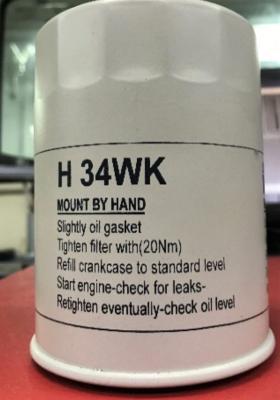 H 34WK
MOUNT BY HAND
Slightly oil gasket
Tighten filter with(20Nm)
Refill crankcase to standard level
Start engine-check for leaks-
Retighten eventually-check oil level